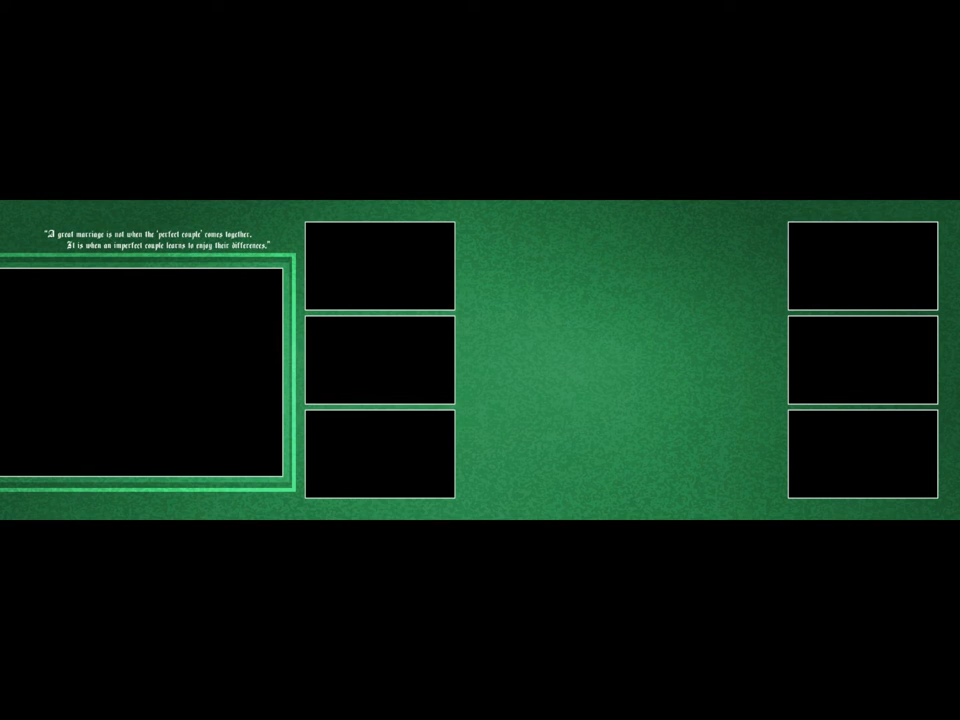 "A great marriage is not when the 'perfect couple' comes together.
It is when an imperfect couple learns to enjoy their differences."